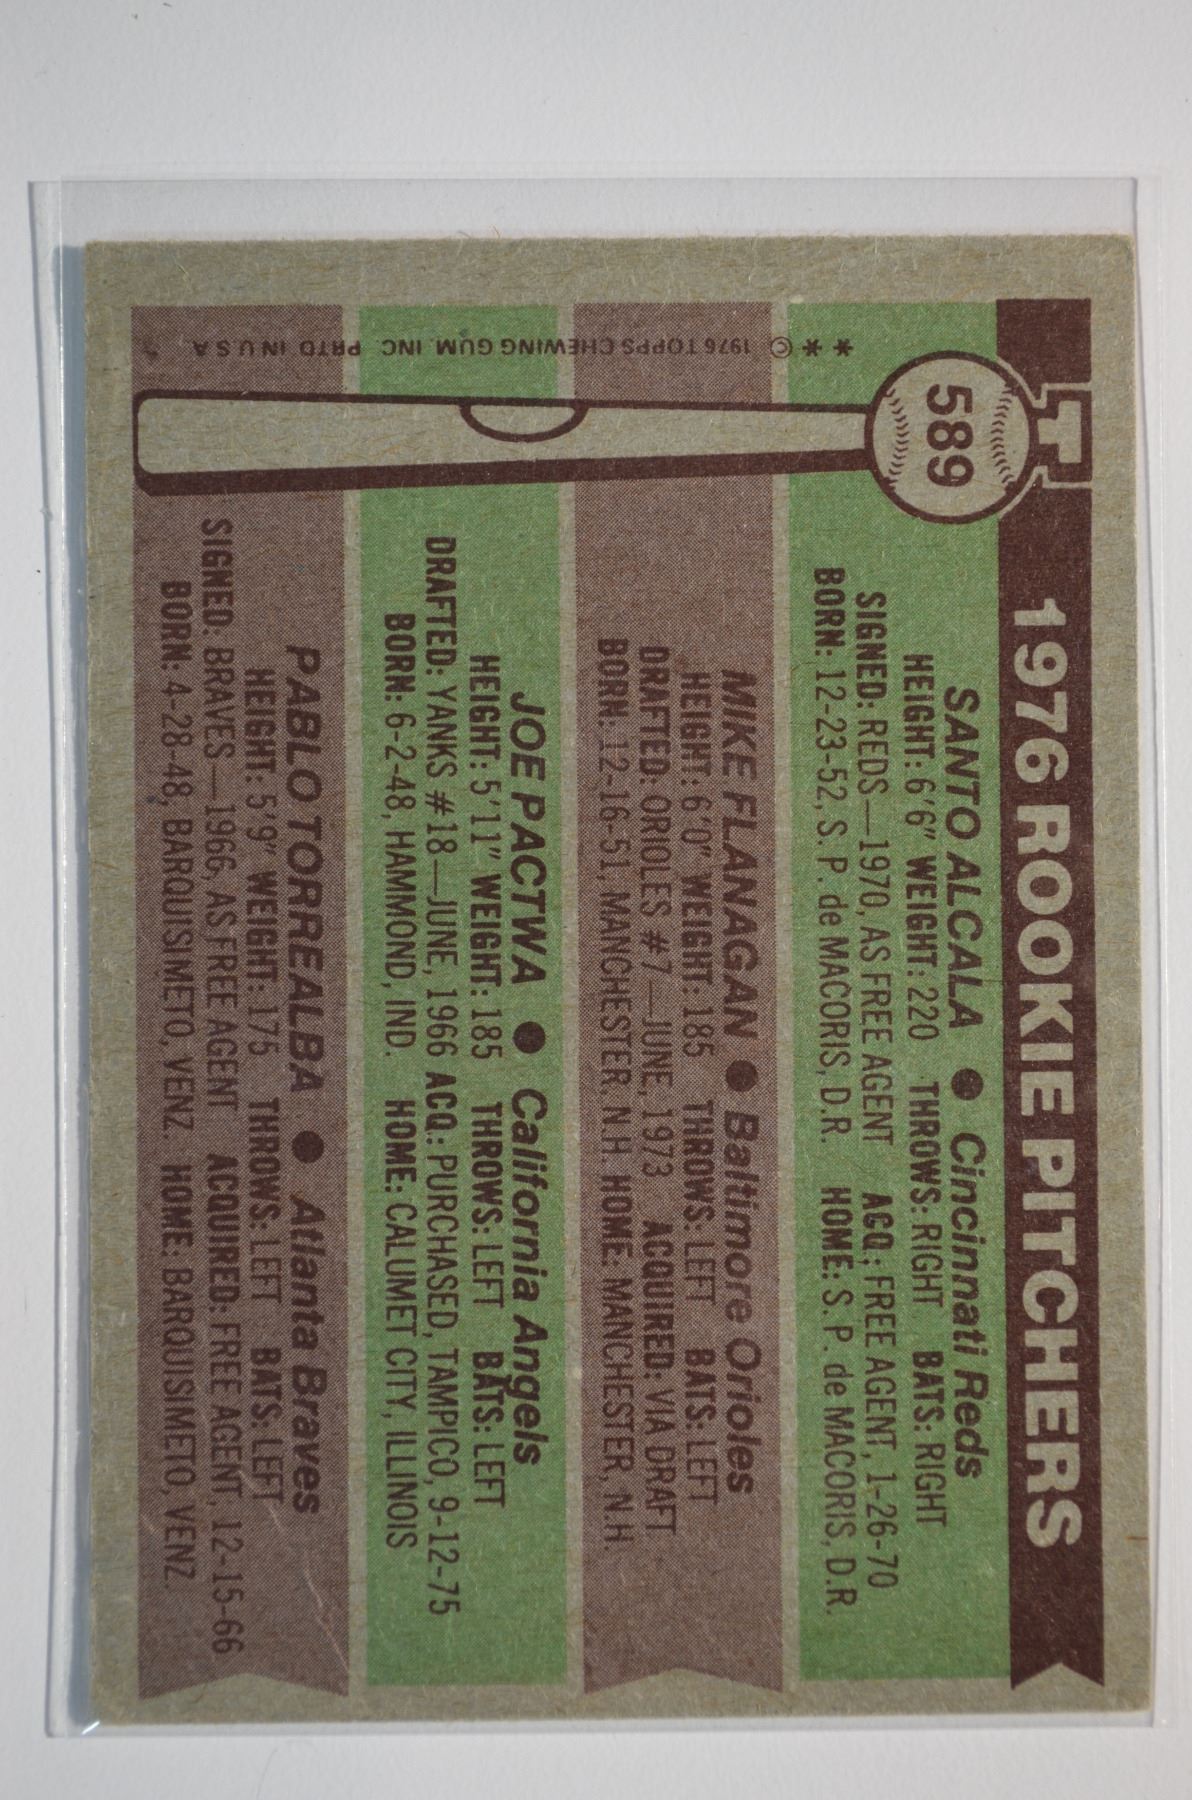 T
589
1976 ROOKIE PITCHERS
SANTO ALCALA ● Cincinnati Reds
HEIGHT: 6'6" WEIGHT: 220 THROWS: RIGHT BATS: RIGHT
SIGNED: REDS—1970, AS FREE AGENT ACQ.: FREE AGENT, 1-26-70
BORN: 12-23-52, S. P. de MACORIS, D.R. HOME: S. P. de MACORIS, D.R.
MIKE FLANAGAN ● Baltimore Orioles
HEIGHT: 6'0" WEIGHT: 185 THROWS: LEFT BATS: LEFT
DRAFTED: ORIOLES #7—JUNE, 1973 ACQUIRED: VIA DRAFT
BORN: 12-16-51, MANCHESTER, N.H. HOME: MANCHESTER, N.H.
JOE PACTWA ● California Angels
HEIGHT: 5'11" WEIGHT: 185 THROWS: LEFT BATS: LEFT
DRAFTED: YANKS #18—JUNE, 1966 ACQ: PURCHASED, TAMPICO, 9-12-75
BORN: 6-2-48, HAMMOND, IND. HOME: CALUMET CITY, ILLINOIS
PABLO TORREALBA ● Atlanta Braves
HEIGHT: 5'9" WEIGHT: 175 THROWS: LEFT BATS: LEFT
SIGNED: BRAVES—1966, AS FREE AGENT ACQUIRED: FREE AGENT, 12-15-66
BORN: 4-28-48, BARQUISIMETO, VENZ. HOME: BARQUISIMETO, VENZ.
** © 1976 TOPPS CHEWING GUM, INC. PRTD IN U S A